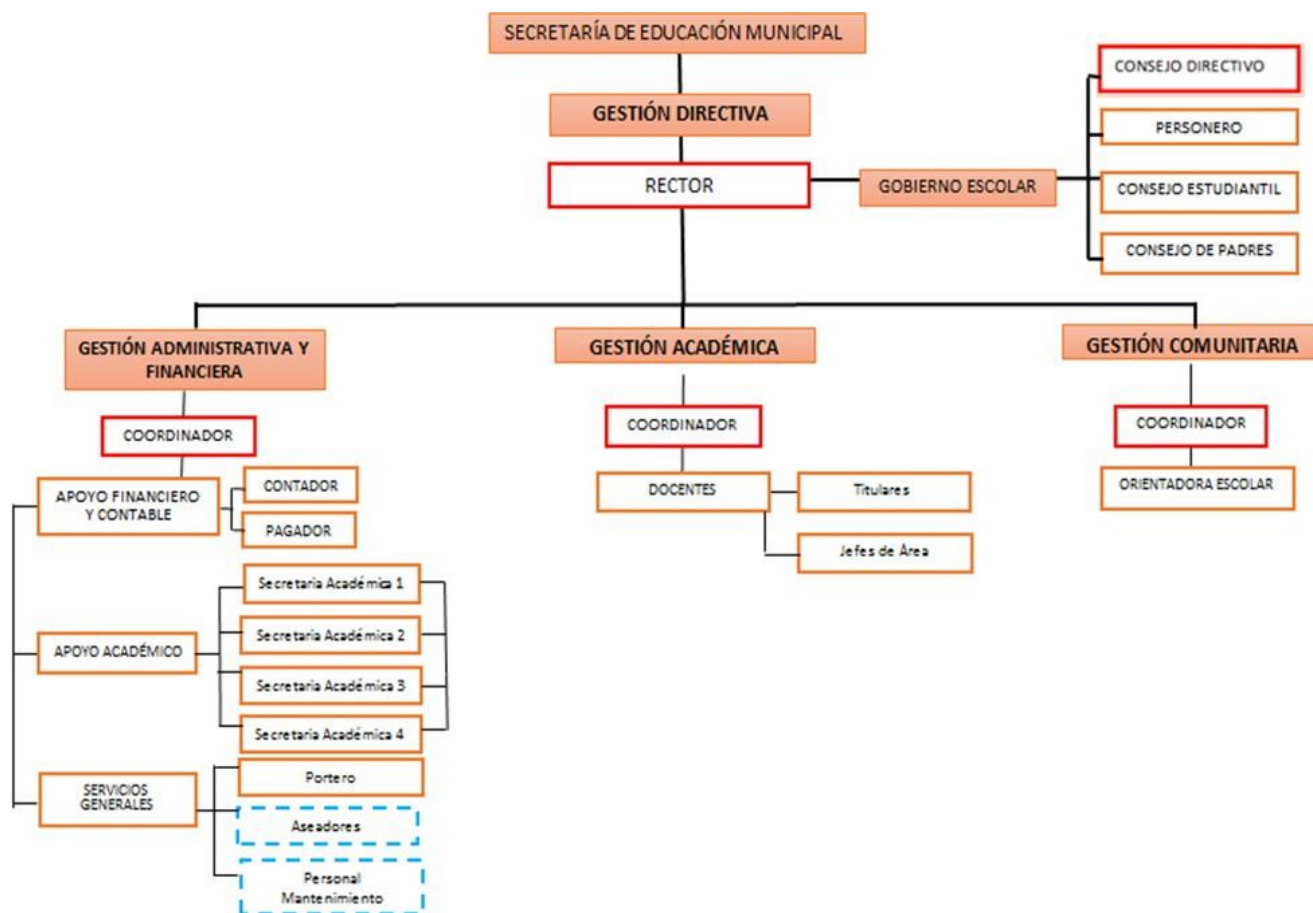 SECRETARÍA DE EDUCACIÓN MUNICIPAL
GESTIÓN DIRECTIVA
RECTOR
GOBIERNO ESCOLAR
CONSEJO DIRECTIVO
PERSONERO
CONSEJO ESTUDIANTIL
CONSEJO DE PADRES
GESTIÓN ADMINISTRATIVA Y
FINANCIERA
COORDINADOR
APOYO FINANCIERO
Y CONTABLE
CONTADOR
PAGADOR
APOYO ACADÉMICO
Secretaria Académica 1
Secretaria Académica 2
Secretaria Académica 3
Secretaria Académica 4
SERVICIOS
GENERALES
Portero
Aseadores
Personal
Mantenimiento
GESTIÓN ACADÉMICA
COORDINADOR
DOCENTES
Titulares
Jefes de Área
GESTIÓN COMUNITARIA
COORDINADOR
ORIENTADORA ESCOLAR